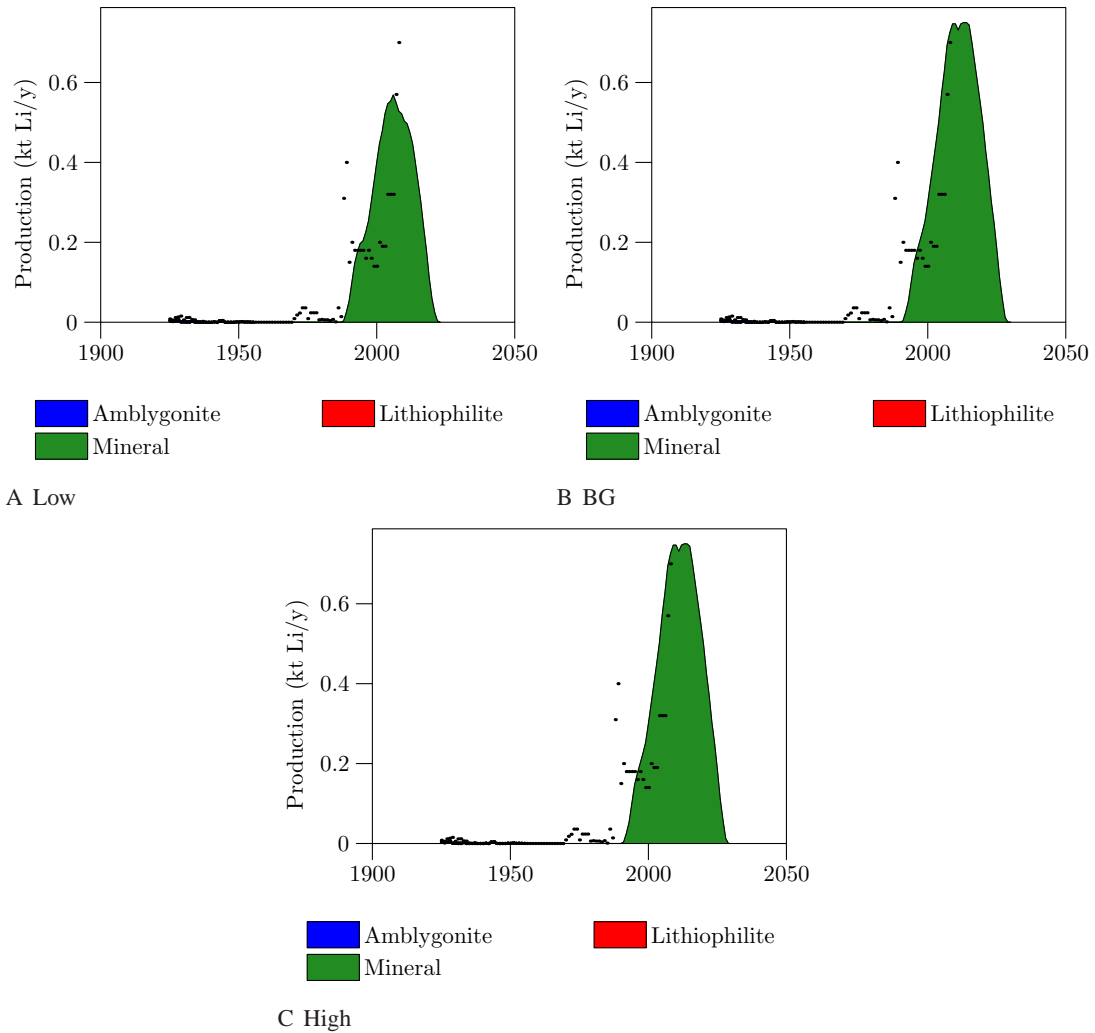 Production (kt Li/y)
0.6
0.4
0.2
0
1900 1950 2000 2050
Amblygonite Lithiophilite
Mineral
A Low
Production (kt Li/y)
0.6
0.4
0.2
0
1900 1950 2000 2050
Amblygonite Lithiophilite
Mineral
B BG
Production (kt Li/y)
0.6
0.4
0.2
0
1900 1950 2000 2050
Amblygonite Lithiophilite
Mineral
C High